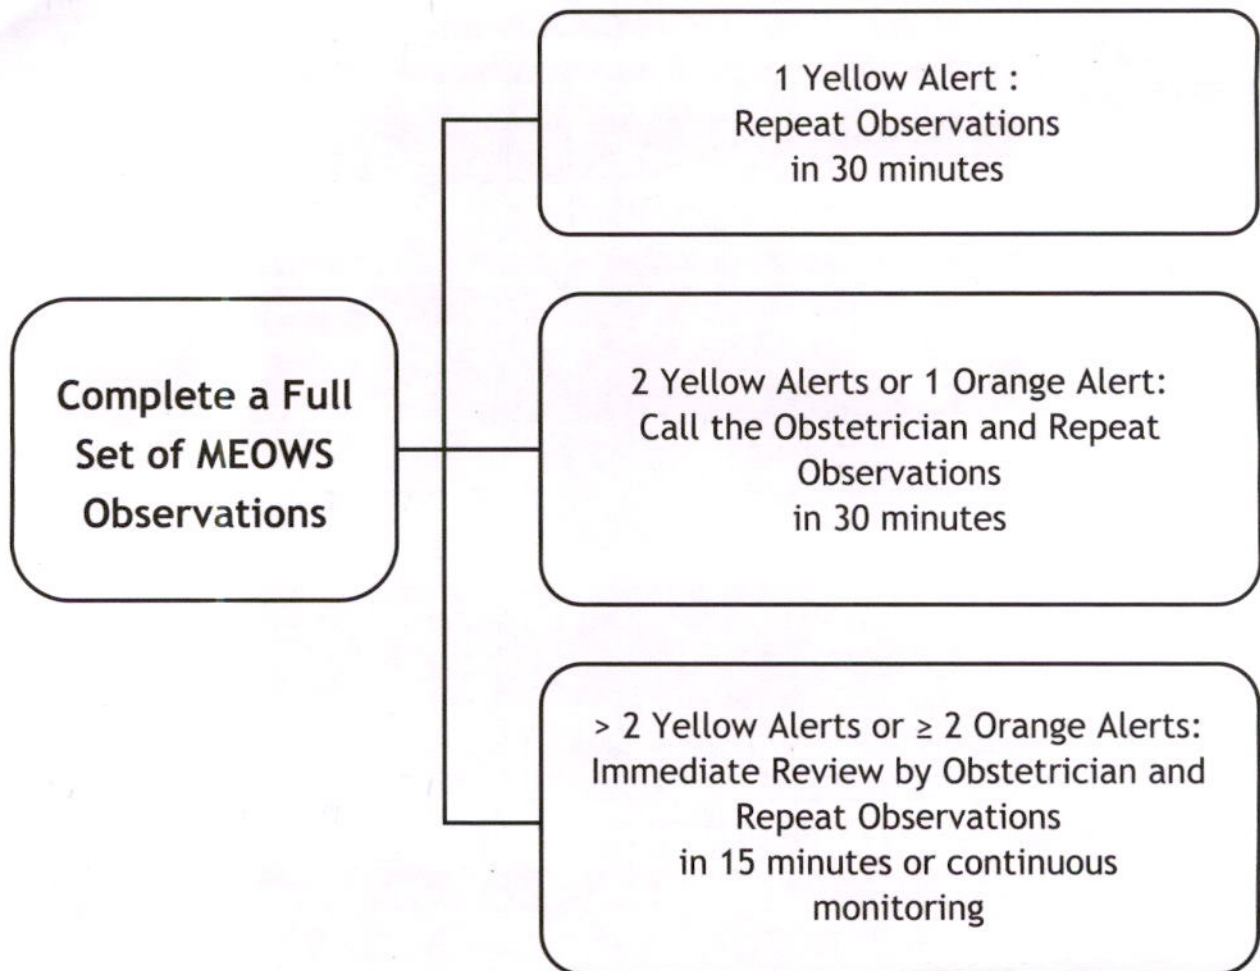 Complete a Full
Set of MEOWS
Observations
1 Yellow Alert :
Repeat Observations
in 30 minutes
2 Yellow Alerts or 1 Orange Alert:
Call the Obstetrician and Repeat
Observations
in 30 minutes
> 2 Yellow Alerts or ≥ 2 Orange Alerts:
Immediate Review by Obstetrician and
Repeat Observations
in 15 minutes or continuous
monitoring